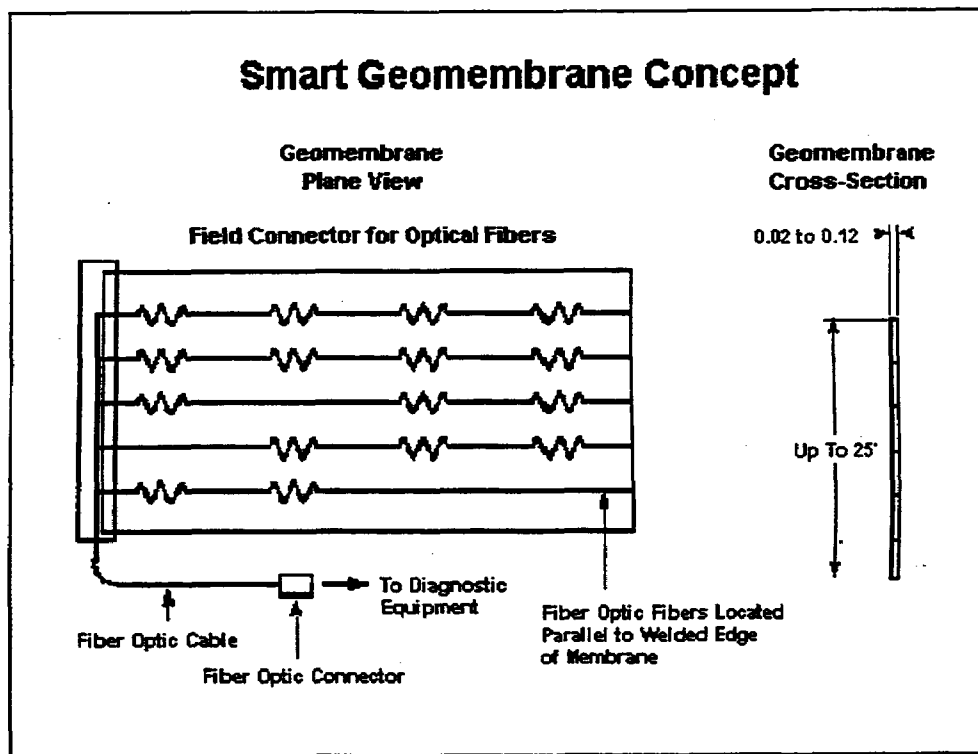 Smart Geomembrane Concept
Geomembrane
Plane View
Geomembrane
Cross-Section
Field Connector for Optical Fibers
0.02 to 0.12
Up To 25'
To Diagnostic
Equipment
Fiber Optic Cable
Fiber Optic Connector
Fiber Optic Fibers Located
Parallel to Welded Edge
of Membrane